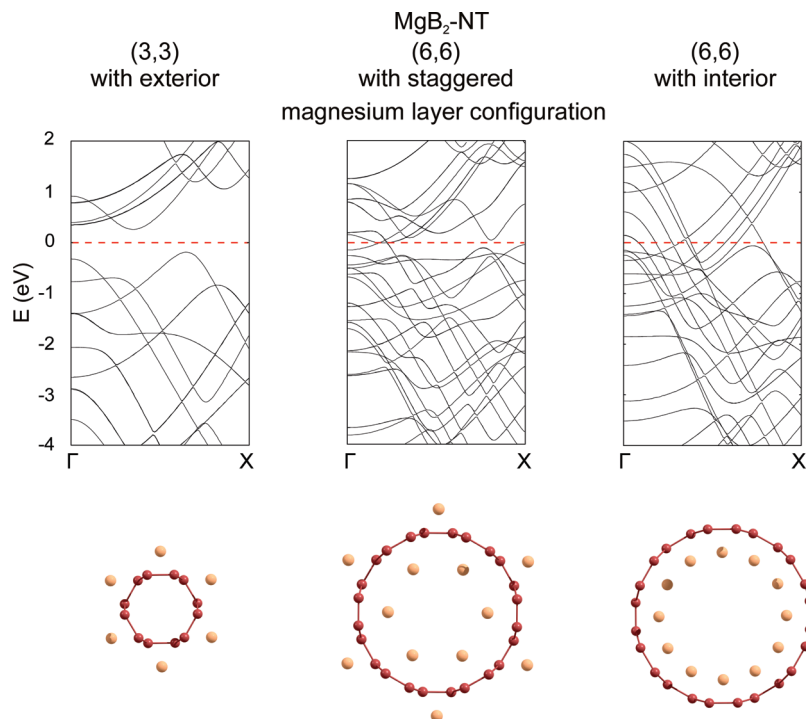 MgB₂-NT
(3,3)
with exterior
(6,6)
with staggered
(6,6)
with interior
magnesium layer configuration
2
1
0
-1
-2
-3
-4
E (eV)
Γ X
Γ X
Γ X